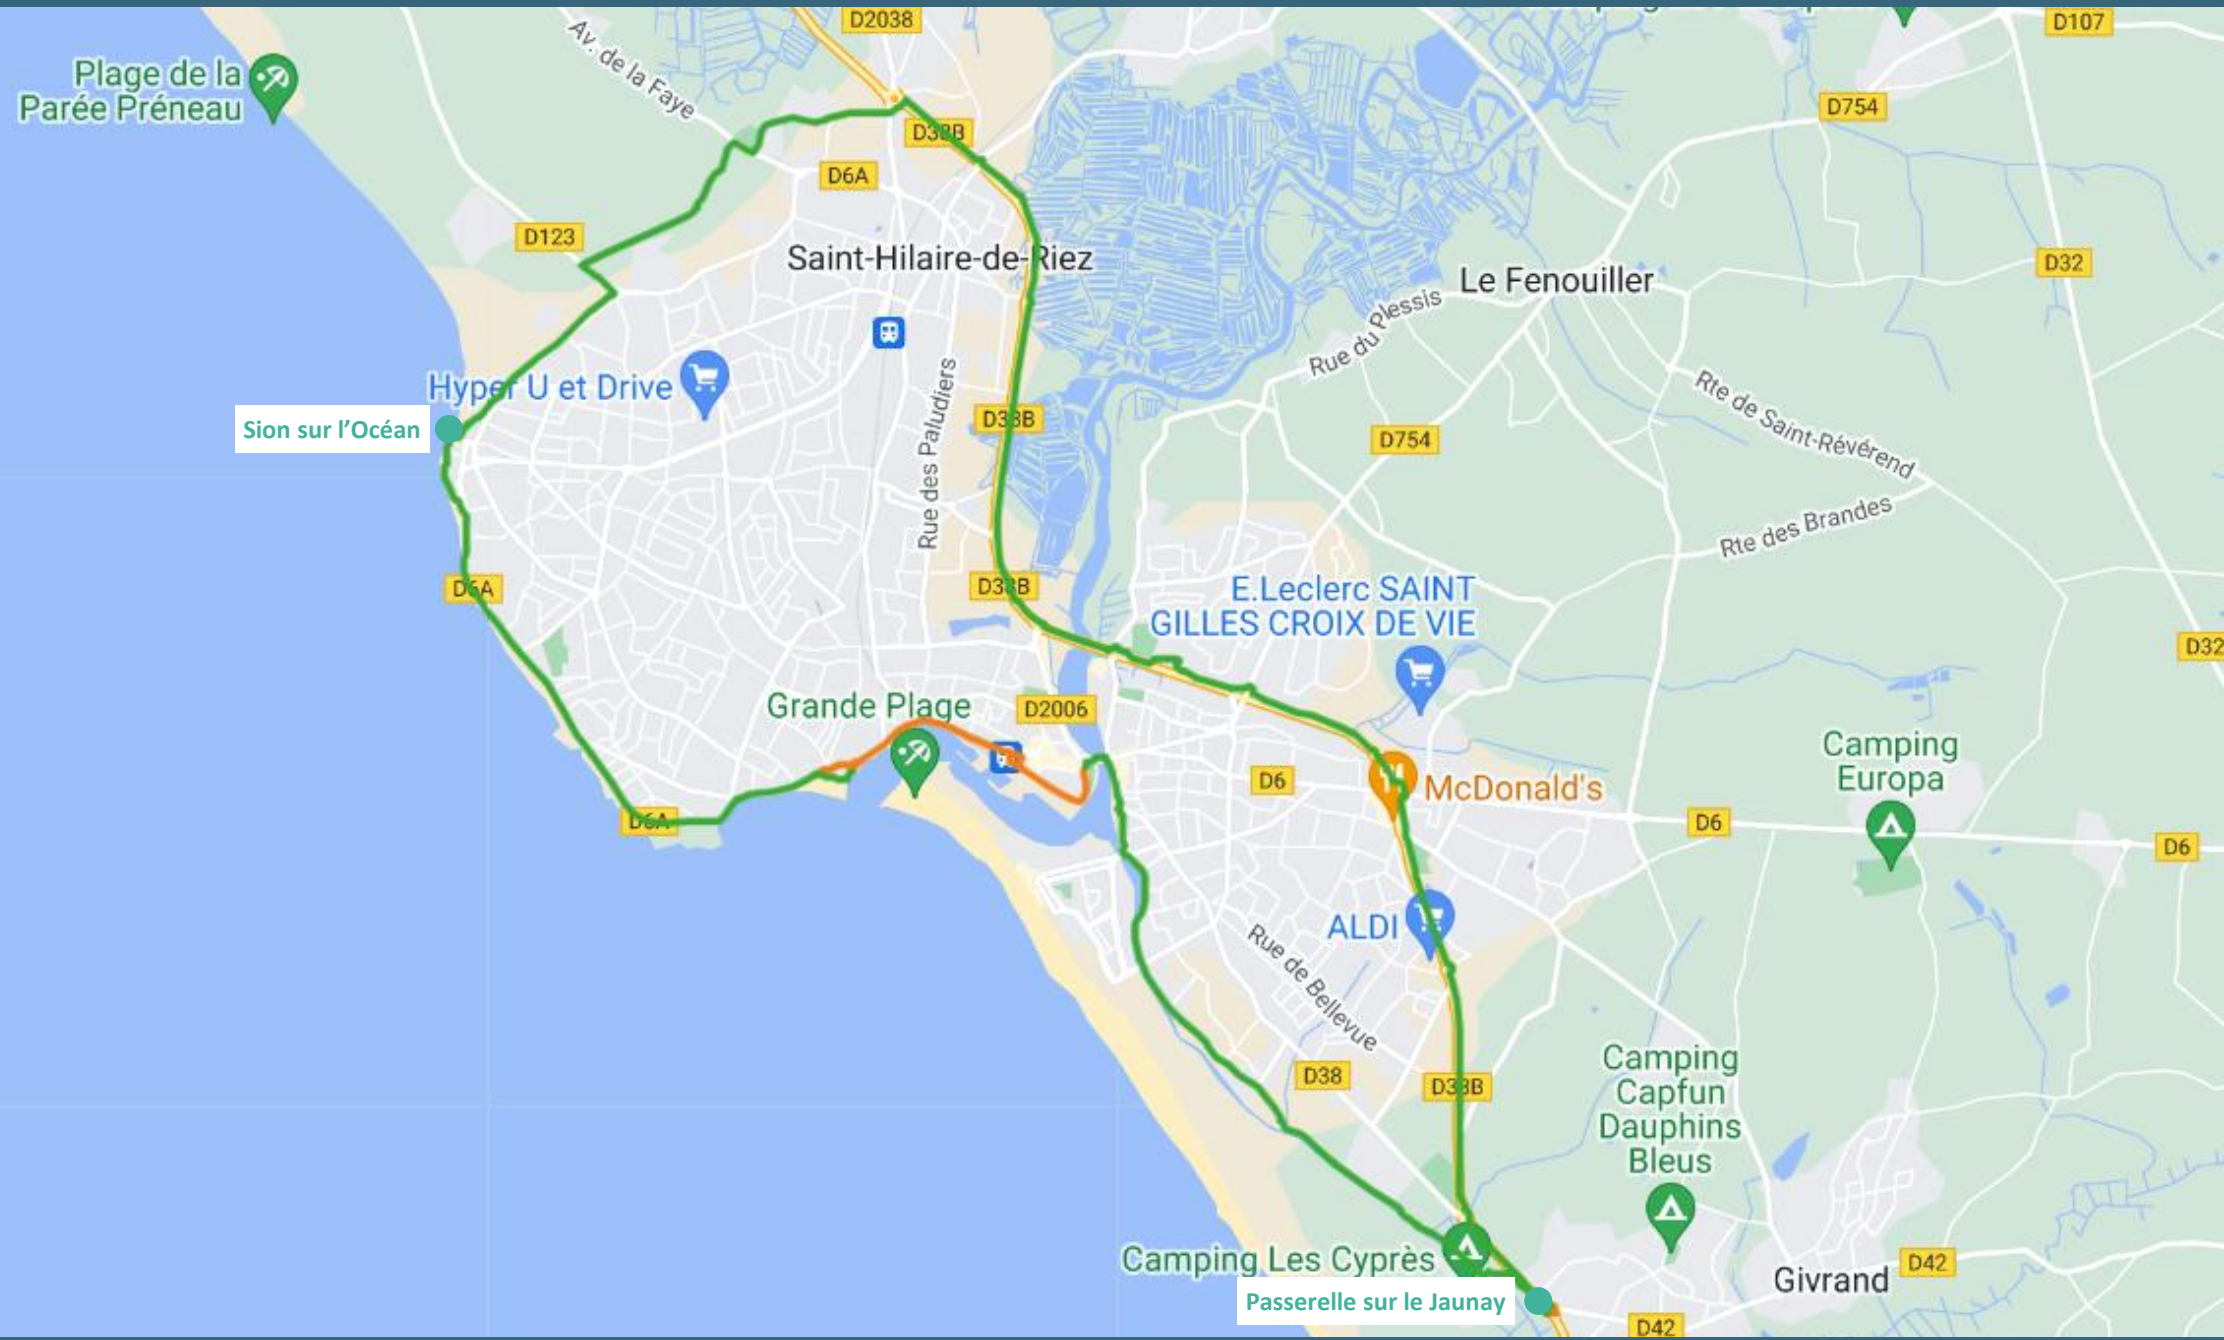 D2038
D107
Av. de la Faye
Plage de la
Parée Préneau
D754
D38B
D6A
D123
Saint-Hilaire-de-Riez
D32
Le Fenouiller
Rue du Plessis
Hyper U et Drive
Rue des Paludiers
Rte de Saint-Révérend
Sion sur l'Océan
D38B
D754
Rte des Brandes
D6A
D38B
E.Leclerc SAINT
GILLES CROIX DE VIE
D32
Grande Plage
D2006
Camping
Europa
D6
McDonald's
D6A
D6
D6
ALDI
Rue de Bellevue
D38
D38B
Camping
Capfun
Dauphins
Bleus
Camping Les Cyprès
Givrand
D42
Passerelle sur le Jaunay
D42